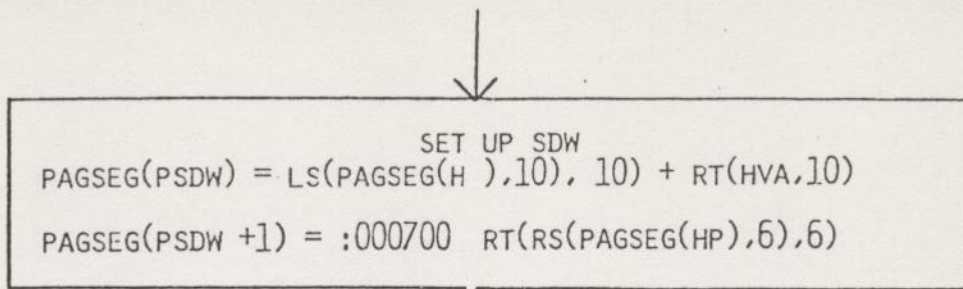 SET UP SDW
PAGSEG(PSDW) = LS(PAGSEG(H ),10), 10) + RT(HVA,10)
PAGSEG(PSDW +1) = :000700 RT(RS(PAGSEG(HP),6),6)